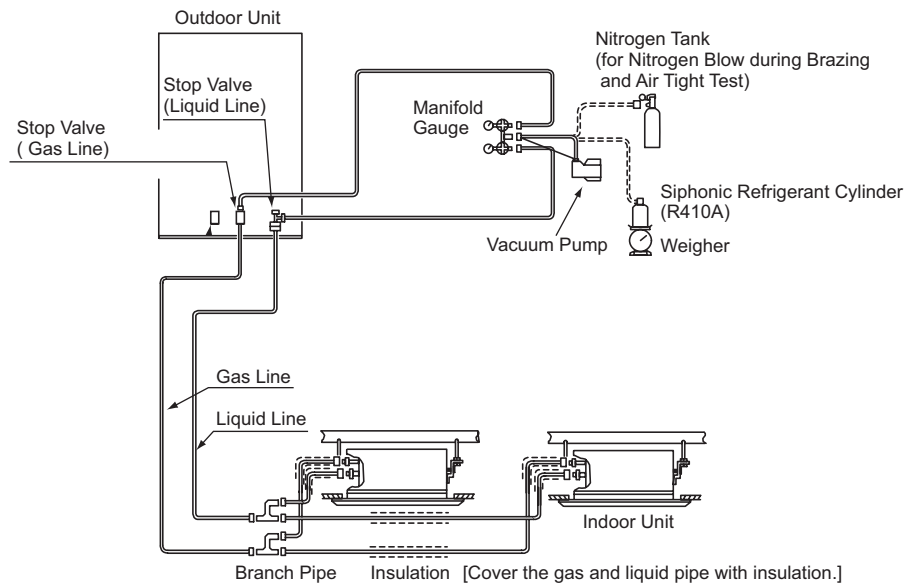 Outdoor Unit
Nitrogen Tank
(for Nitrogen Blow during Brazing
and Air Tight Test)
Stop Valve
(Liquid Line)
Manifold
Gauge
Stop Valve
( Gas Line)
Siphonic Refrigerant Cylinder
(R410A)
Vacuum Pump
Weigher
Gas Line
Liquid Line
Indoor Unit
Branch Pipe
Insulation
[Cover the gas and liquid pipe with insulation.]